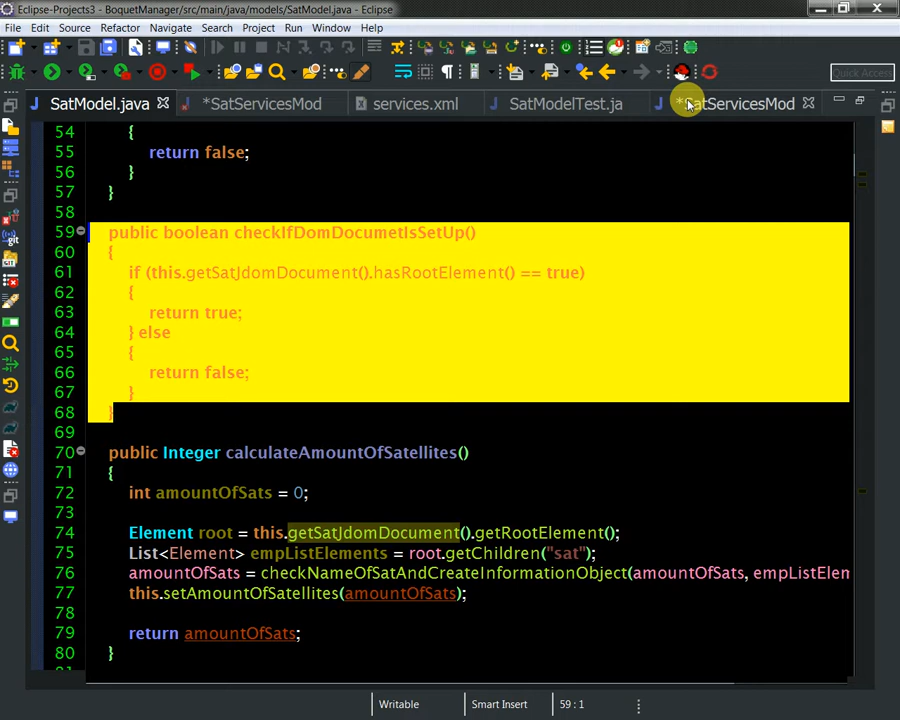 Eclipse-Projects3 - BoquetManager/src/main/java/models/SatModel.java - Eclipse
File Edit Source Refactor Navigate Search Project Run Window Help
Quick Access
SatModel.java *SatServicesMod services.xml SatModelTest.ja *SatServicesMod
54 {
55 return false;
56 }
57 }
58
59 public boolean checkIfDomDocumetIsSetUp()
60 {
61 if (this.getSatJdomDocument().hasRootElement() == true)
62 {
63 return true;
64 } else
65 {
66 return false;
67 }
68 }
69
70 public Integer calculateAmountOfSatellites()
71 {
72 int amountOfSats = 0;
73
74 Element root = this.getSatJdomDocument().getRootElement();
75 List<Element> empListElements = root.getChildren("sat");
76 amountOfSats = checkNameOfSatAndCreateInformationObject(amountOfSats, empListElem
77 this.setAmountOfSatellites(amountOfSats);
78
79 return amountOfSats;
80 }
Writable Smart Insert 59 : 1